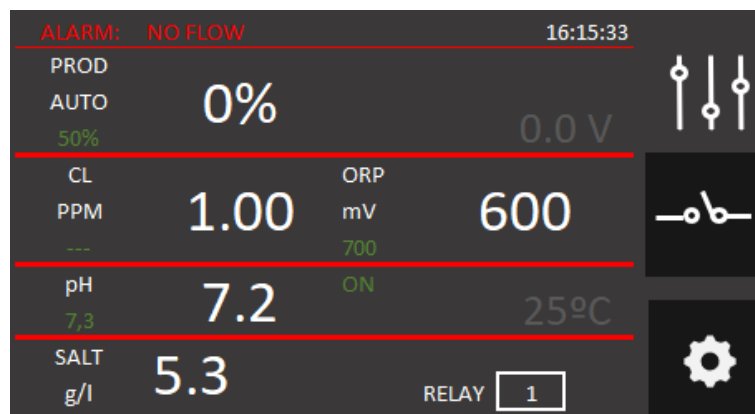 ALARM: NO FLOW 16:15:33
PROD
AUTO 0%
50% 0.0 V
CL ORP
PPM 1.00 mV 600
--- 700
pH ON
7.2
7,3 25ºC
SALT
5.3
g/l RELAY 1